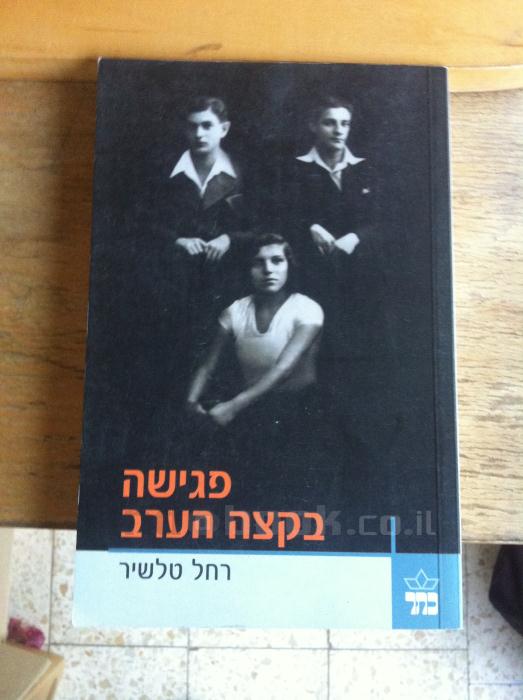 פגישה
בקצה הערב
רחל טלשיר
כתר